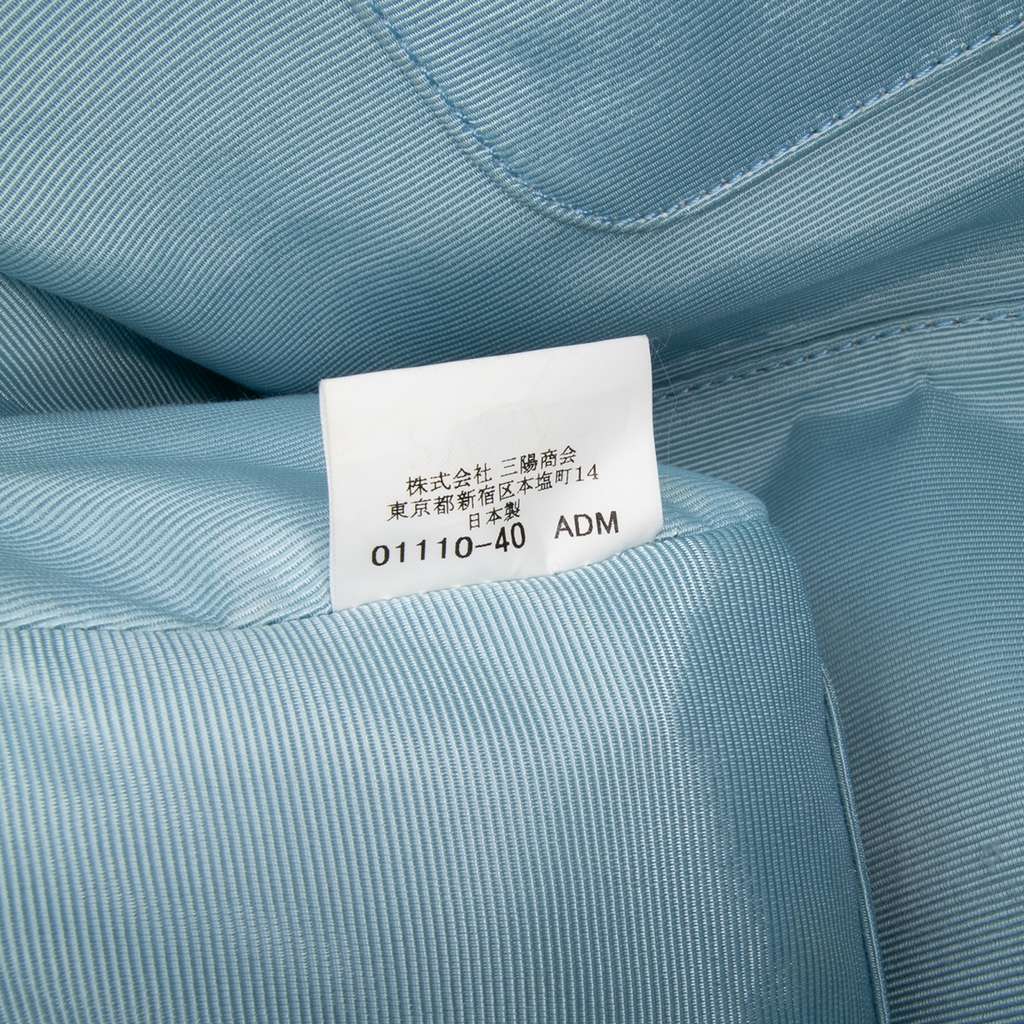 株式会社 三陽商会
東京都新宿区本塩町14
日本製
01110-40 ADM